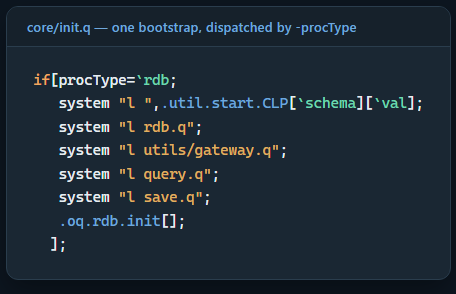 core/init.q — one bootstrap, dispatched by -procType
if[procType=`rdb;
system "l ",.util.start.CLP[`schema][`val];
system "l rdb.q";
system "l utils/gateway.q";
system "l query.q";
system "l save.q";
.oq.rdb.init[];
];